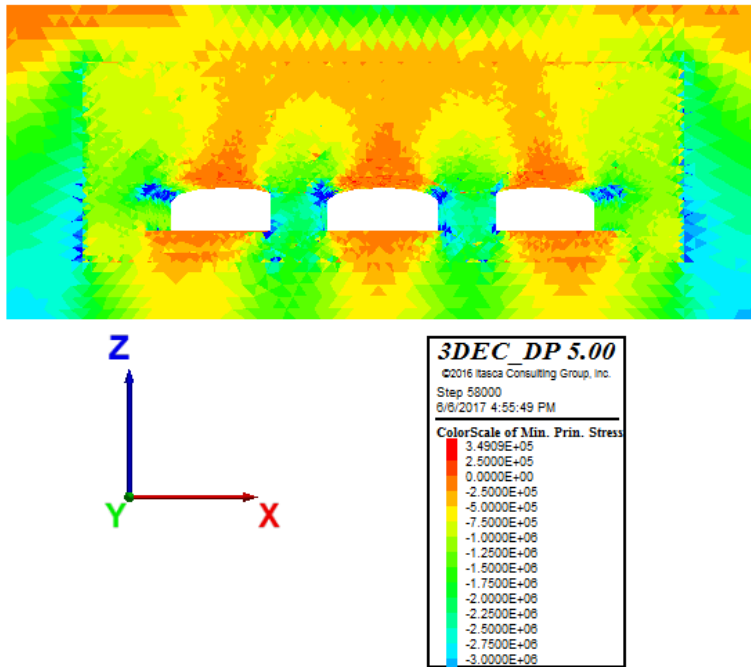 Z
Y
X
3DEC_DP 5.00
©2016 Itasca Consulting Group, Inc.
Step 58000
6/6/2017 4:55:49 PM
ColorScale of Min. Prin. Stress
3.4909E+05
2.5000E+05
0.0000E+00
-2.5000E+05
-5.0000E+05
-7.5000E+05
-1.0000E+06
-1.2500E+06
-1.5000E+06
-1.7500E+06
-2.0000E+06
-2.2500E+06
-2.5000E+06
-2.7500E+06
-3.0000E+06